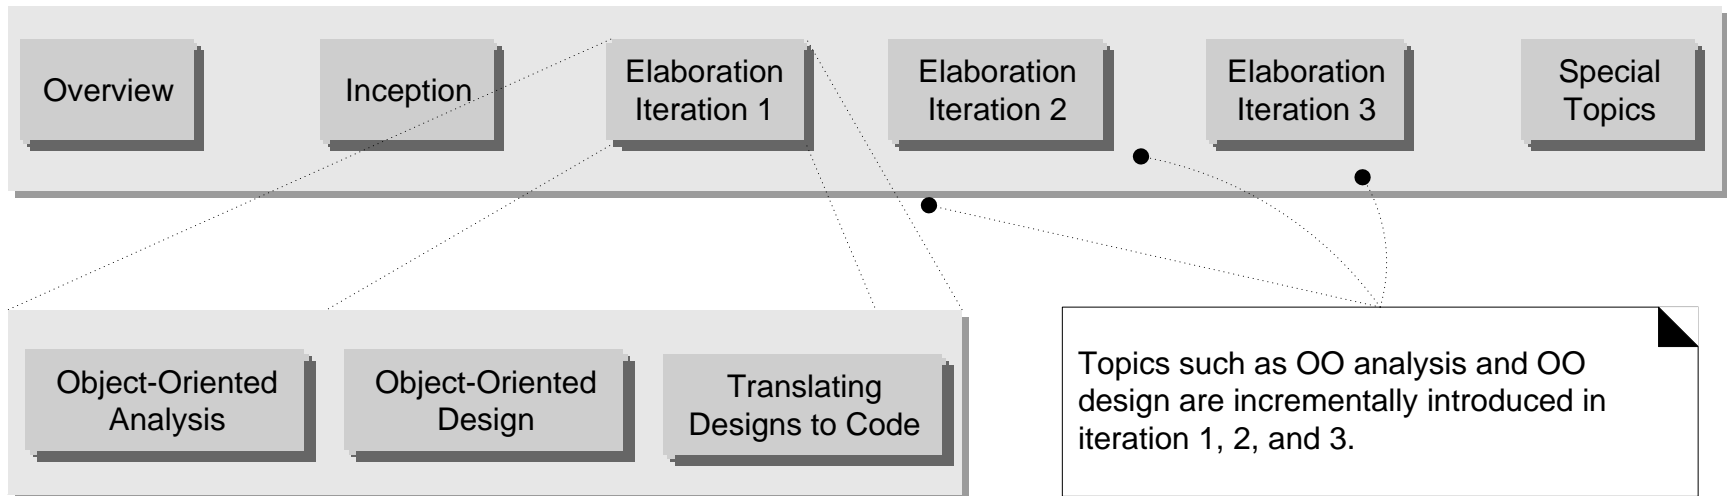 Overview
Inception
Elaboration
Iteration 1
Elaboration
Iteration 2
Elaboration
Iteration 3
Special
Topics
Object-Oriented
Analysis
Object-Oriented
Design
Translating
Designs to Code
Topics such as OO analysis and OO
design are incrementally introduced in
iteration 1, 2, and 3.